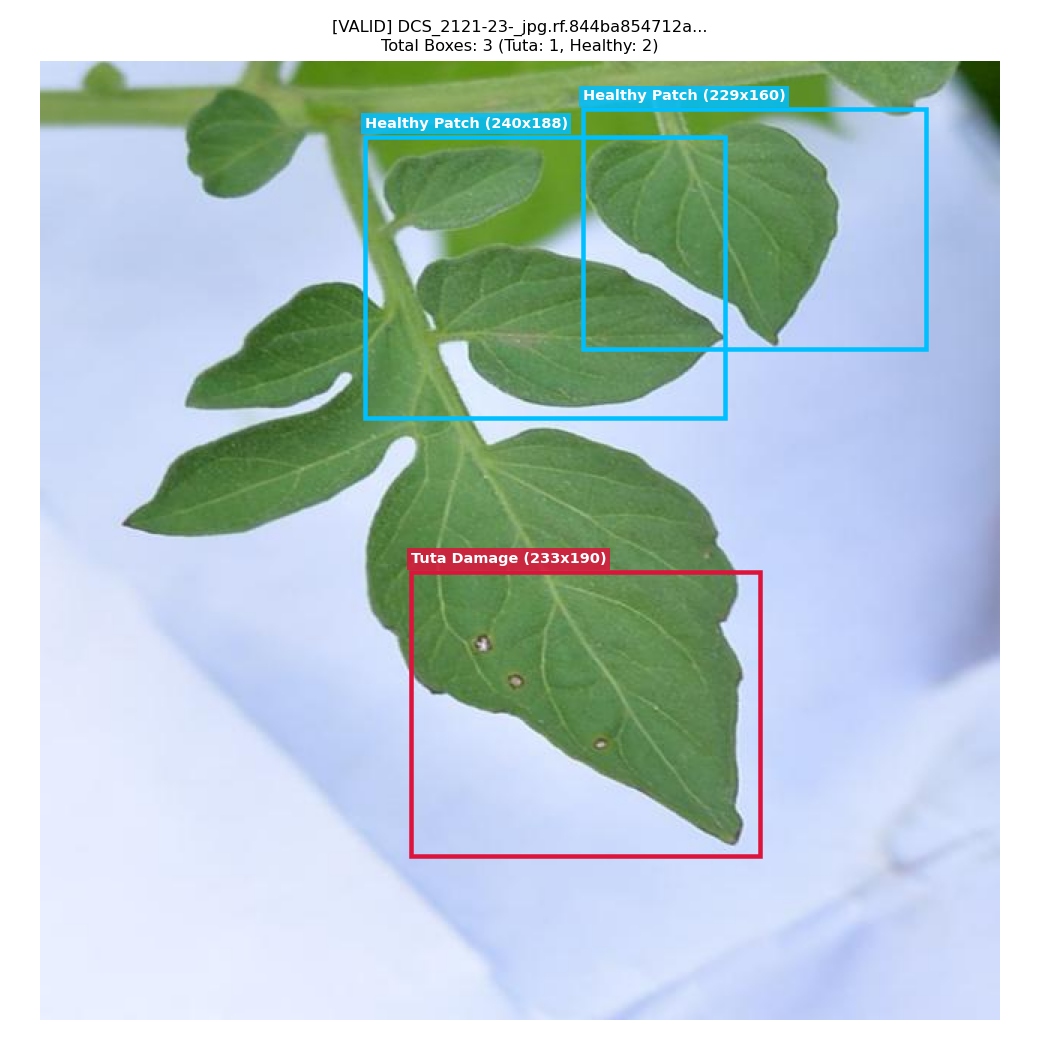 [VALID] DCS_2121-23-_jpg.rf.844ba854712a...
Total Boxes: 3 (Tuta: 1, Healthy: 2)
Healthy Patch (229x160)
Healthy Patch (240x188)
Tuta Damage (233x190)